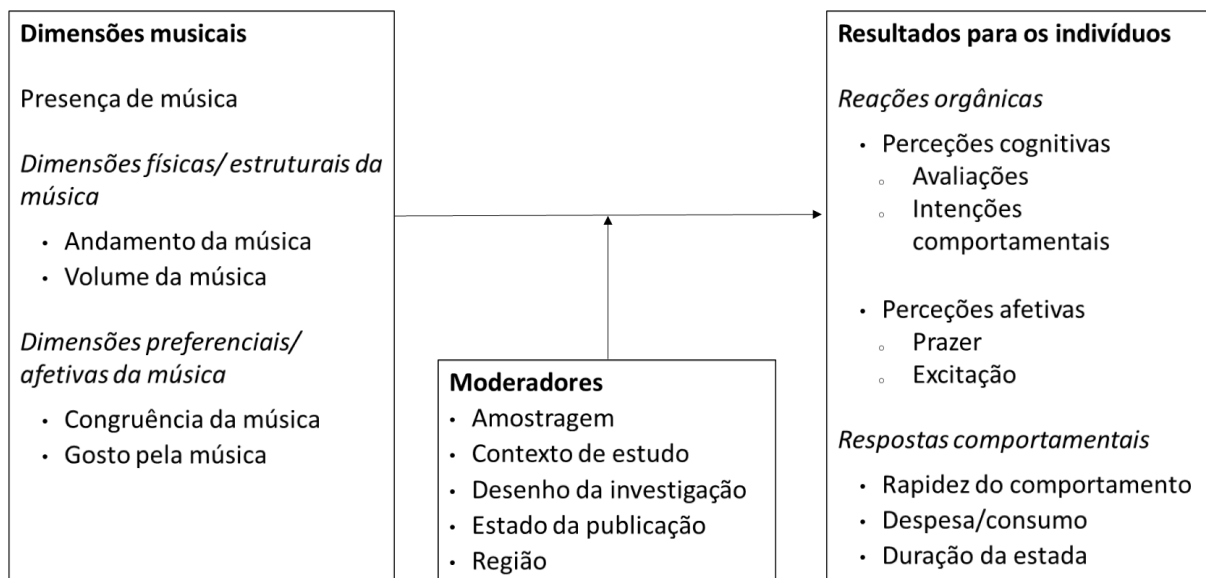 Dimensões musicais
Presença de música
Dimensões físicas/ estruturais da
música
• Andamento da música
• Volume da música
Dimensões preferenciais/
afetivas da música
• Congruência da música
• Gosto pela música
Moderadores
• Amostragem
• Contexto de estudo
• Desenho da investigação
• Estado da publicação
• Região
Resultados para os indivíduos
Reações orgânicas
• Perceções cognitivas
o Avaliações
o Intenções
comportamentais
• Perceções afetivas
o Prazer
o Excitação
Respostas comportamentais
• Rapidez do comportamento
• Despesa/consumo
• Duração da estada